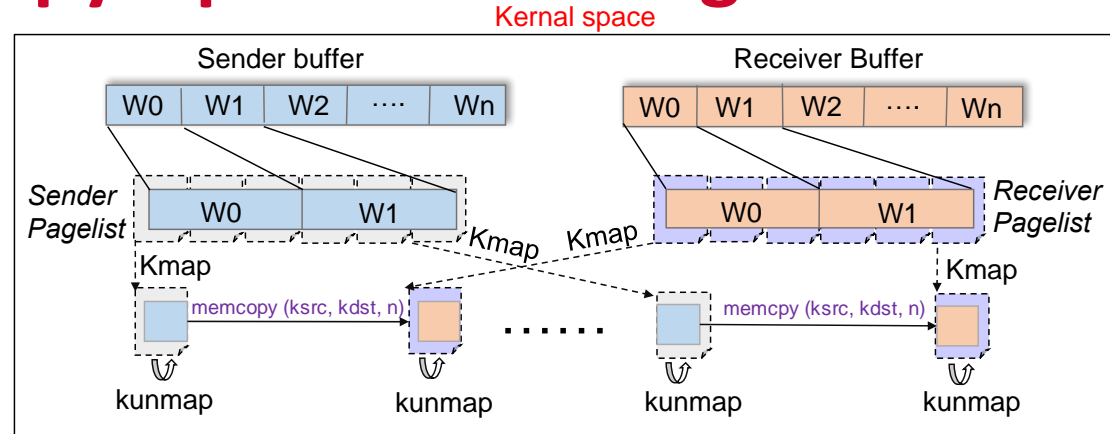 Kernal space
Sender buffer
Receiver Buffer
W0 W1 W2 ···· Wn
W0 W1 W2 ···· Wn
Sender
Pagelist
W0 W1
W0 W1
Receiver
Pagelist
Kmap
Kmap
Kmap
Kmap
memcopy (ksrc, kdst, n)
······
memcpy (ksrc, kdst, n)
kunmap
kunmap
kunmap
kunmap